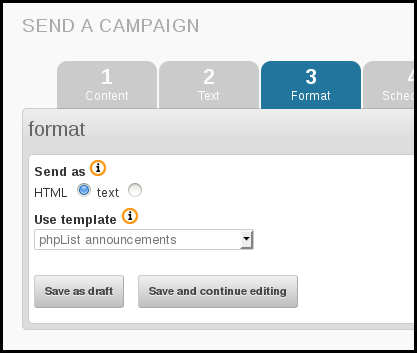 SEND A CAMPAIGN
1 2 3 4
Content Text Format Sched
format
Send as i
HTML text
Use template i
phpList announcements
Save as draft Save and continue editing